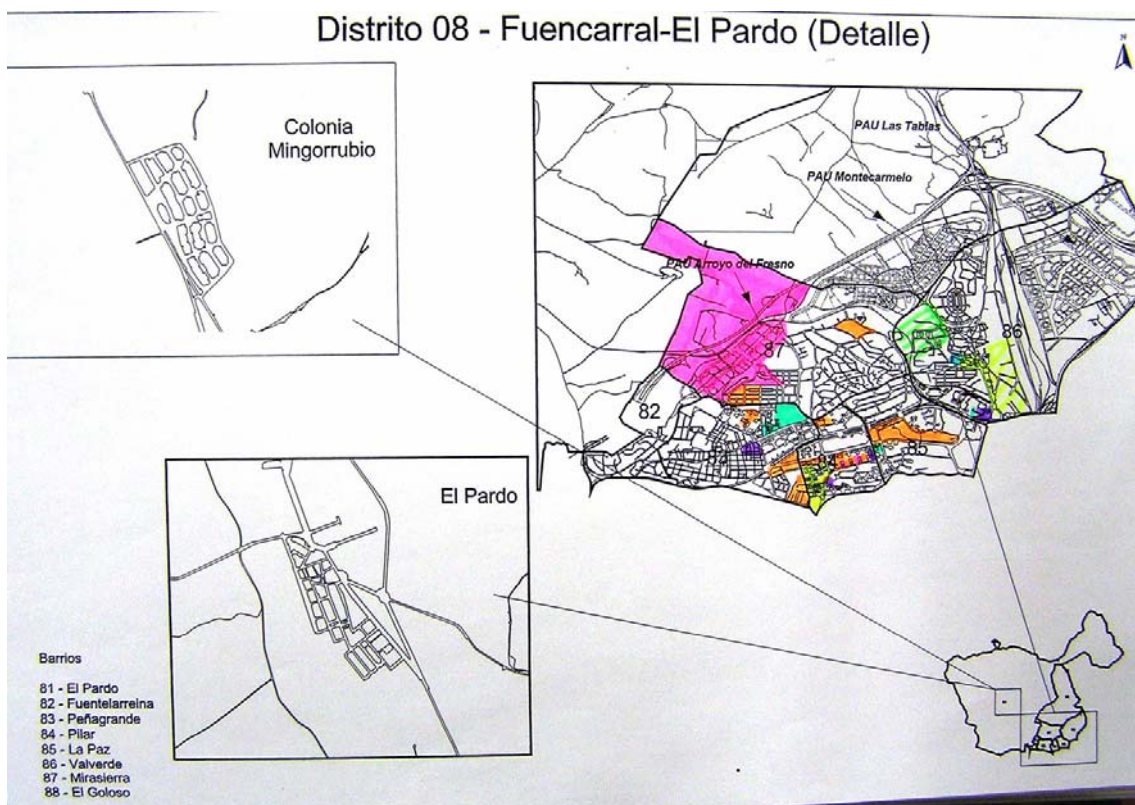 Distrito 08 - Fuencarral-El Pardo (Detalle)
N
Colonia
Mingorrubio
PAU Las Tablas
PAU Montecarmelo
PAU Arroyo del Fresno
86
87
82
84
85
El Pardo
Barrios
81 - El Pardo
82 - Fuentelarreina
83 - Peñagrande
84 - Pilar
85 - La Paz
86 - Valverde
87 - Mirasierra
88 - El Goloso